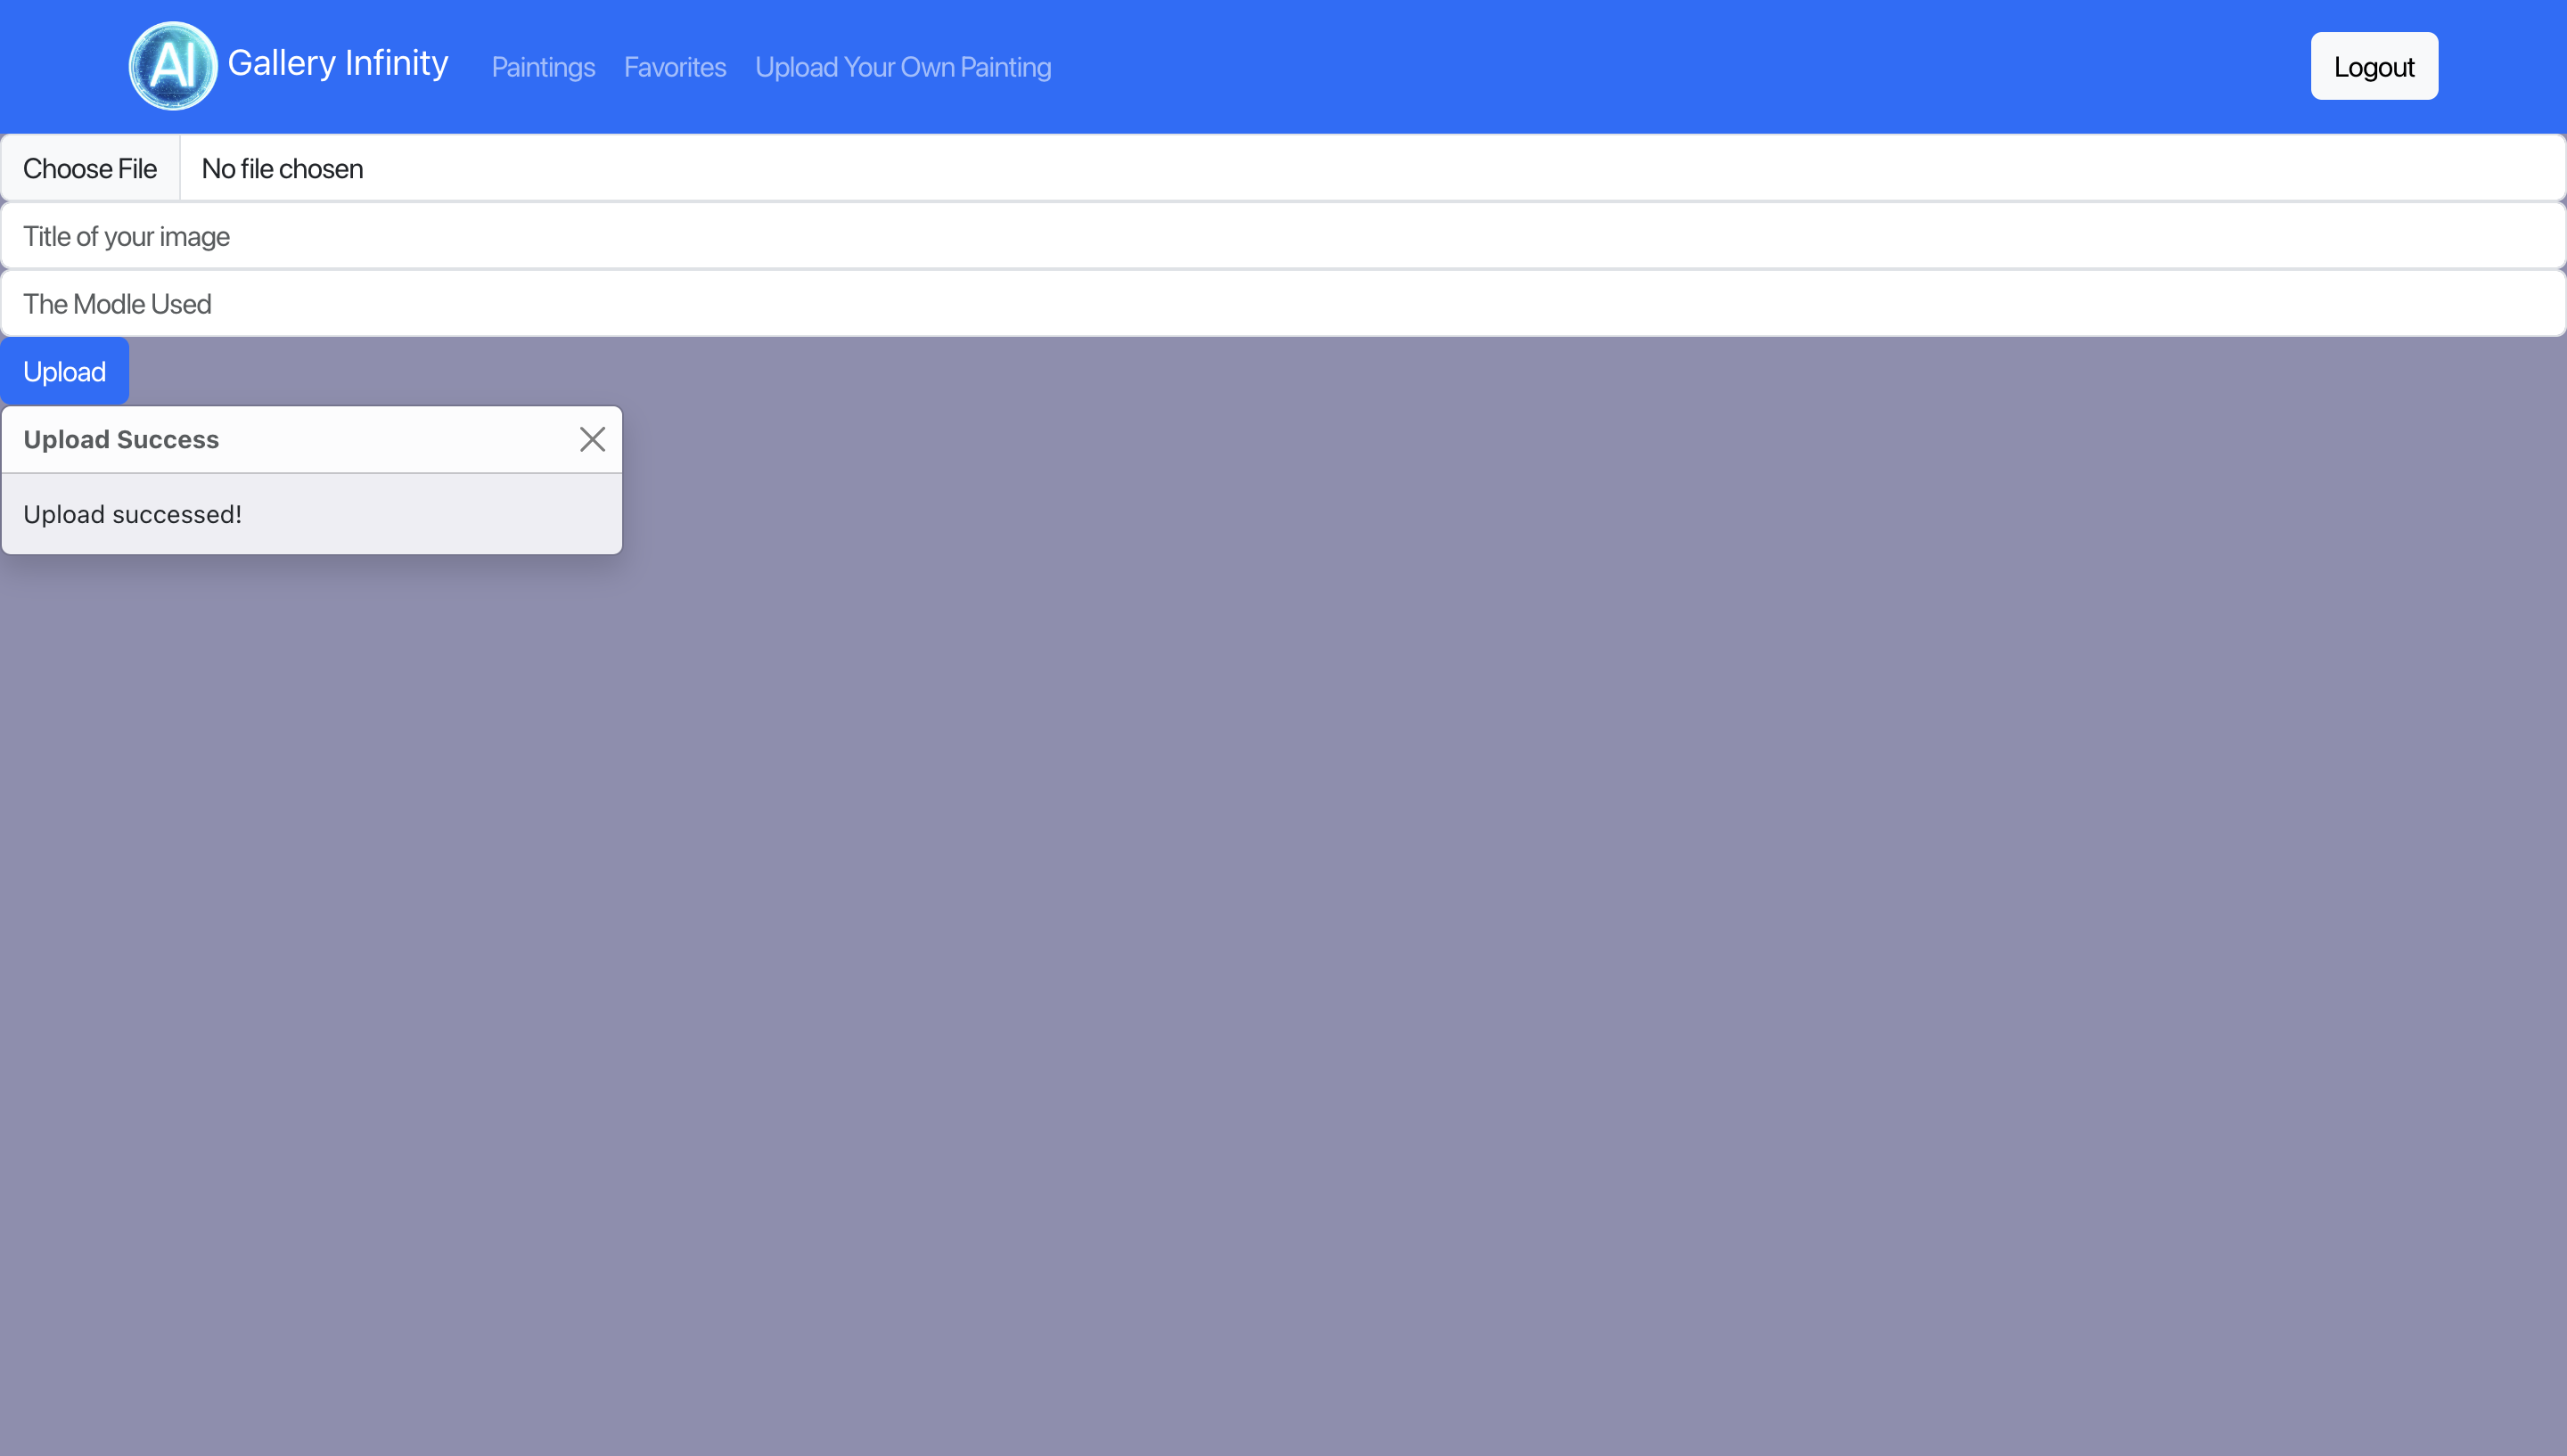 AI Gallery Infinity Paintings Favorites Upload Your Own Painting Logout
Choose File No file chosen
Title of your image
The Modle Used
Upload
Upload Success
Upload successed!